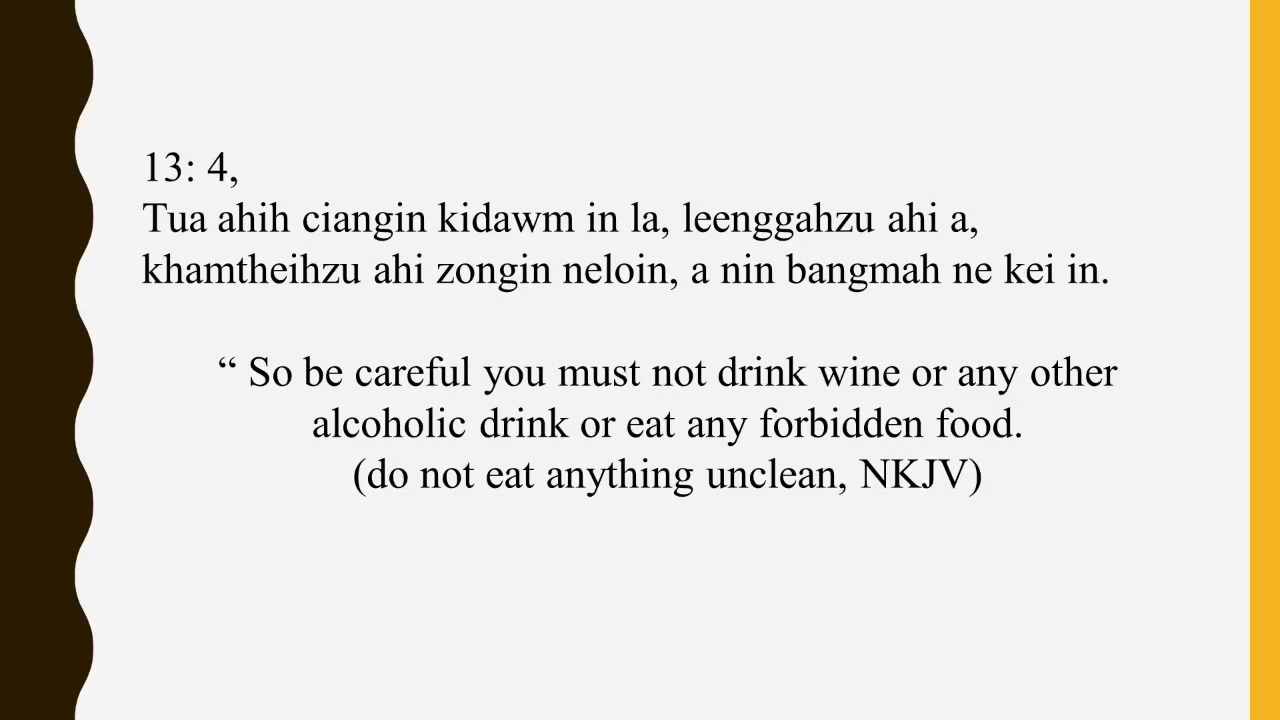 13: 4,
Tua ahih ciangin kidawm in la, leenggahzu ahi a,
khamtheihzu ahi zongin neloin, a nin bangmah ne kei in.
“ So be careful you must not drink wine or any other
alcoholic drink or eat any forbidden food.
(do not eat anything unclean, NKJV)